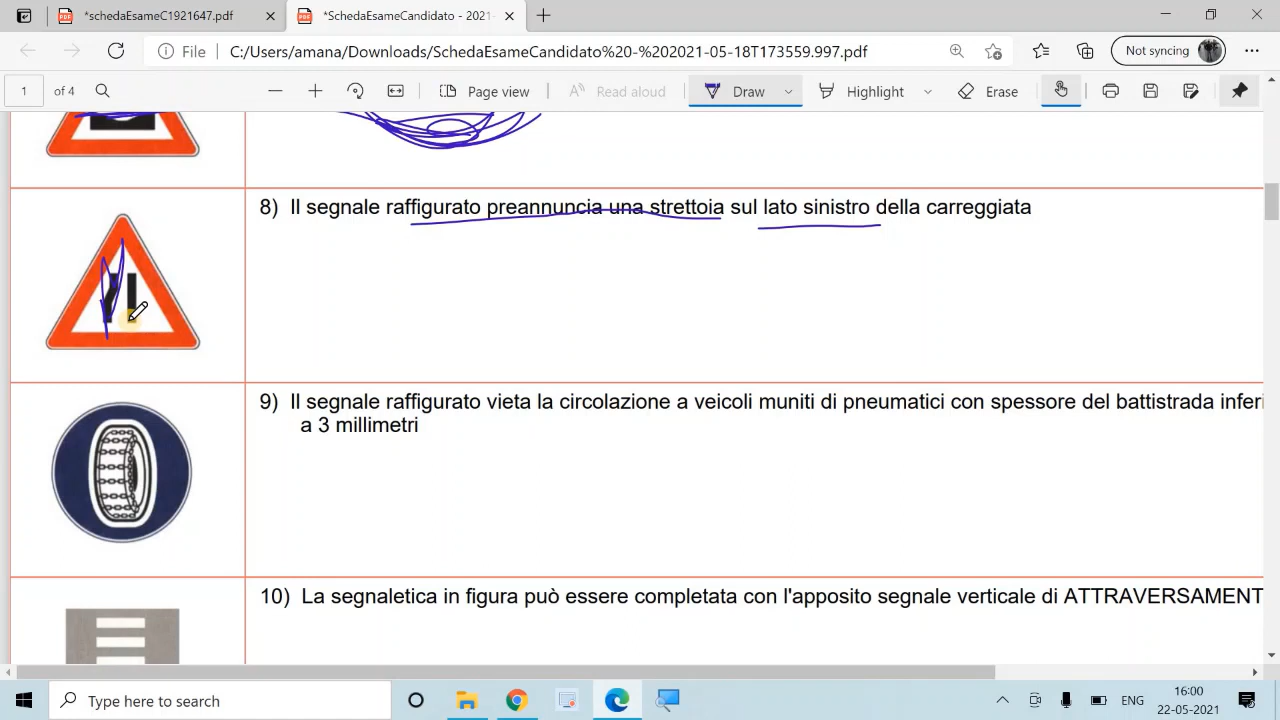 *schedaEsameC1921647.pdf
*SchedaEsameCandidato - 2021-
File
C:/Users/amana/Downloads/SchedaEsameCandidato%20-%202021-05-18T173559.997.pdf
Not syncing
1 of 4
Page view
Read aloud
Draw
Highlight
Erase
8) Il segnale raffigurato preannuncia una strettoia sul lato sinistro della carreggiata
9) Il segnale raffigurato vieta la circolazione a veicoli muniti di pneumatici con spessore del battistrada inferi
a 3 millimetri
10) La segnaletica in figura può essere completata con l'apposito segnale verticale di ATTRAVERSAMENT
Type here to search
ENG
16:00
22-05-2021